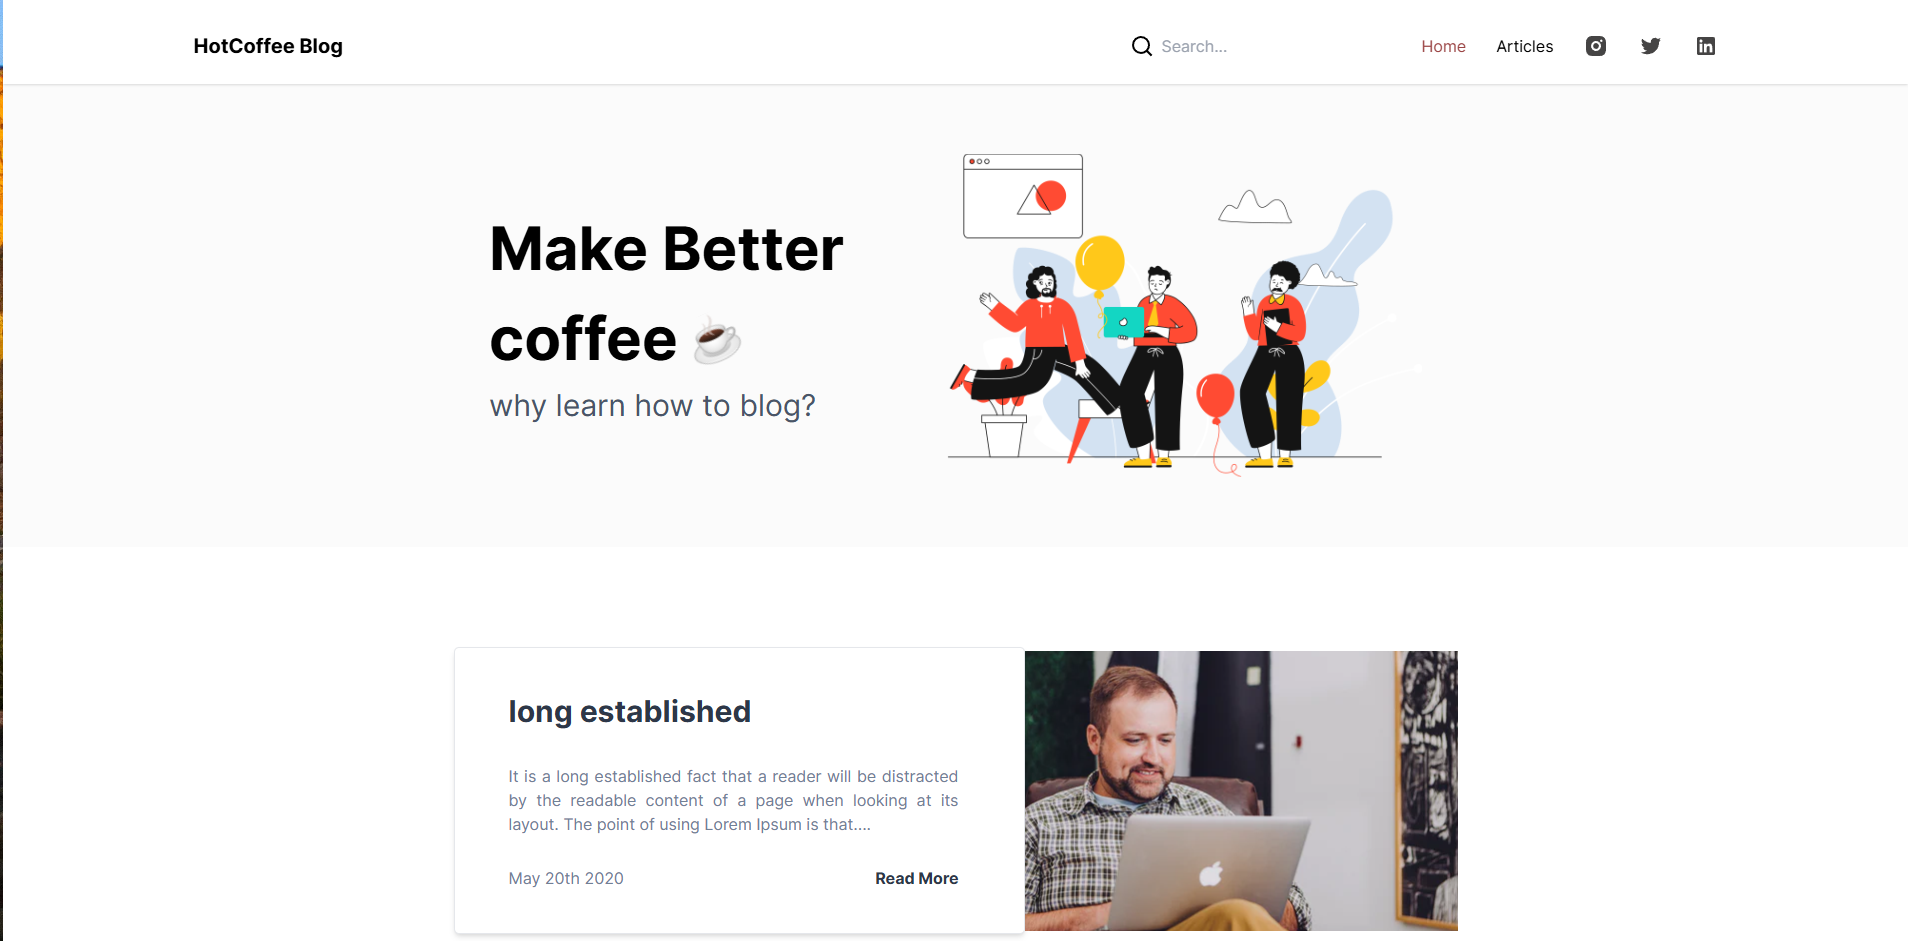 HotCoffee Blog
Search...
Home
Articles
Make Better
coffee ☕
why learn how to blog?
long established
It is a long established fact that a reader will be distracted
by the readable content of a page when looking at its
layout. The point of using Lorem Ipsum is that....
May 20th 2020
Read More